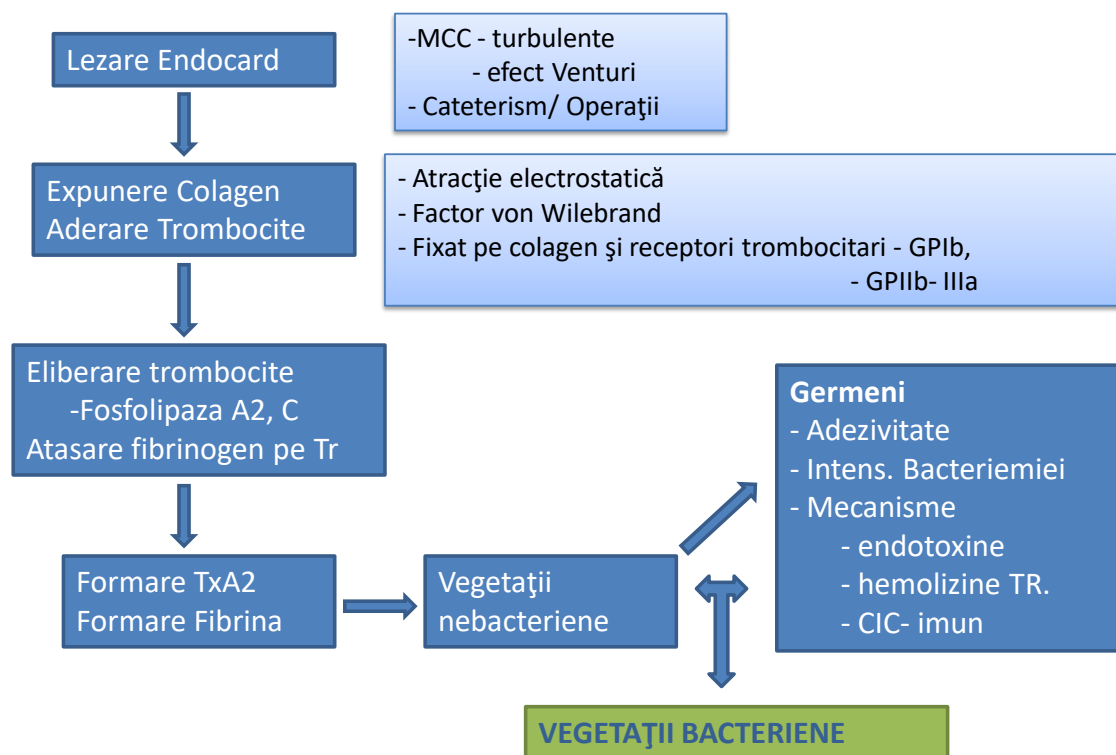 Lezare Endocard
-MCC - turbulente
- efect Venturi
- Cateterism/ Operaţii
Expunere Colagen
Aderare Trombocite
- Atracţie electrostatică
- Factor von Wilebrand
- Fixat pe colagen şi receptori trombocitari - GPIb,
- GPIIb- IIIa
Eliberare trombocite
-Fosfolipaza A2, C
Atasare fibrinogen pe Tr
Germeni
- Adezivitate
- Intens. Bacteriemiei
- Mecanisme
- endotoxine
- hemolizine TR.
- CIC- imun
Formare TxA2
Formare Fibrina
Vegetaţii
nebacteriene
VEGETAŢII BACTERIENE